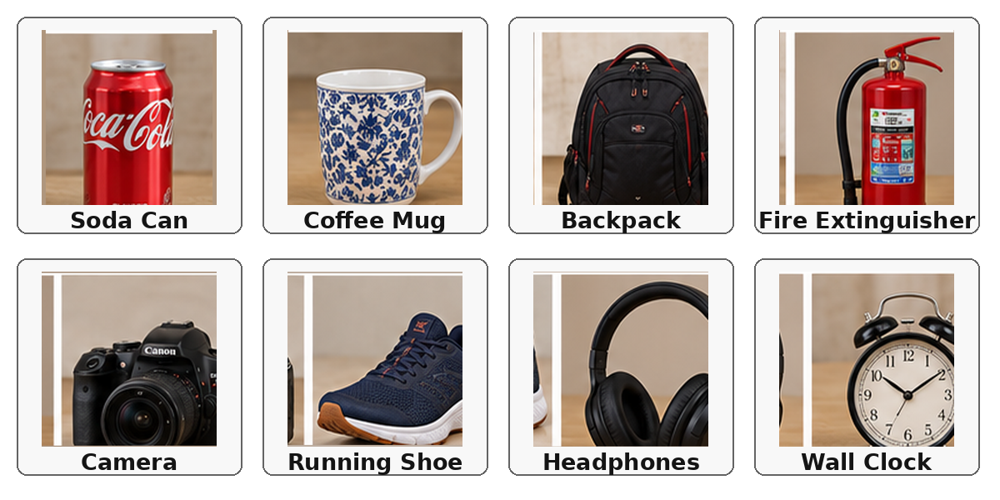 Coca-Cola
Soda Can
Coffee Mug
Backpack
Fire Extinguisher
Canon
Camera
Running Shoe
Headphones
12
11
1
10
2
9
3
8
4
7
5
6
Wall Clock